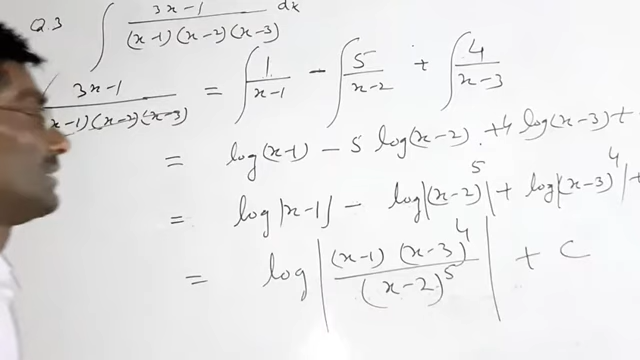 Q.3 ∫ 3x-1 / (x-1)(x-2)(x-3) dx
∫ 3x-1 / (x-1)(x-2)(x-3) = ∫ 1/(x-1) - ∫ 5/(x-2) + ∫ 4/(x-3)
= log(x-1) - 5 log(x-2) + 4 log(x-3) +
= log|x-1| - log|(x-2)^5| + log|(x-3)^4| +
= log | (x-1) (x-3)^4 / (x-2)^5 | + C